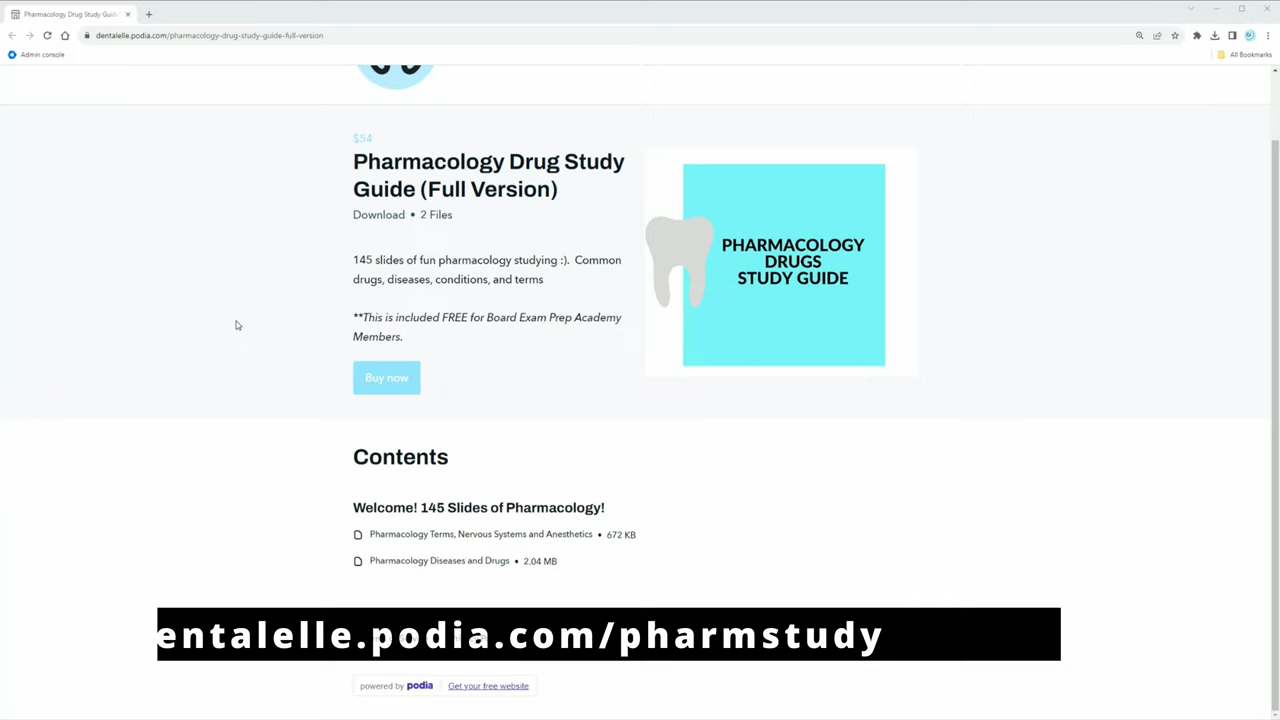 Pharmacology Drug Study Guid
dentalelle.podia.com/pharmacology-drug-study-guide-full-version
Admin console
All Bookmarks
$54
Pharmacology Drug Study
Guide (Full Version)
Download • 2 Files
145 slides of fun pharmacology studying :). Common
drugs, diseases, conditions, and terms
**This is included FREE for Board Exam Prep Academy
Members.
Buy now
PHARMACOLOGY
DRUGS
STUDY GUIDE
Contents
Welcome! 145 Slides of Pharmacology!
Pharmacology Terms, Nervous Systems and Anesthetics • 672 KB
Pharmacology Diseases and Drugs • 2.04 MB
entalelle.podia.com/pharmstudy
powered by podia
Get your free website